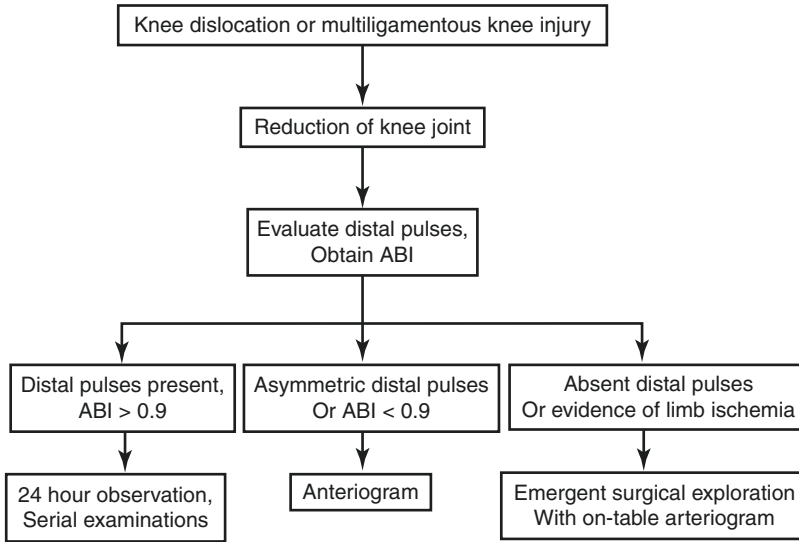 Knee dislocation or multiligamentous knee injury
Reduction of knee joint
Evaluate distal pulses,
Obtain ABI
Distal pulses present,
ABI > 0.9
Asymmetric distal pulses
Or ABI < 0.9
Absent distal pulses
Or evidence of limb ischemia
24 hour observation,
Serial examinations
Anteriogram
Emergent surgical exploration
With on-table arteriogram